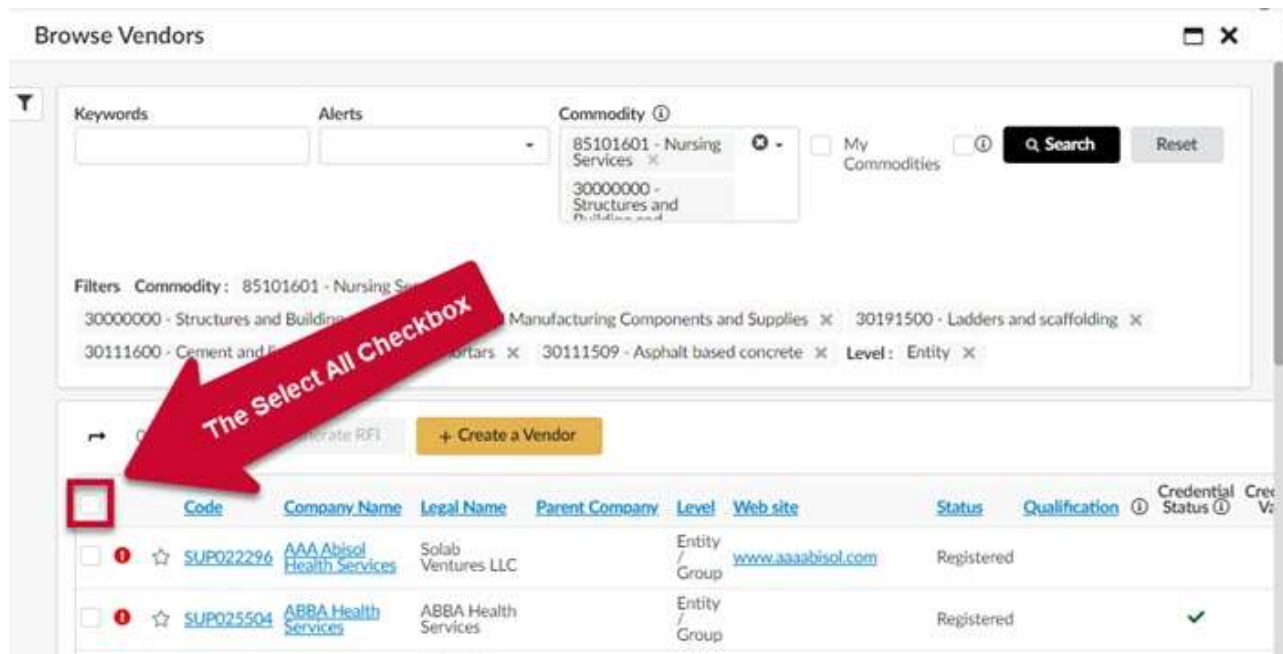 Browse Vendors
Keywords
Alerts
Commodity
85101601 - Nursing
Services ×
30000000 -
Structures and
My
Commodities
Search
Reset
Filters Commodity : 85101601 - Nursing
30000000 - Structures and Building Manufacturing Components and Supplies × 30191500 - Ladders and scaffolding ×
30111600 - Cement and × 30111509 - Asphalt based concrete × Level : Entity ×
The Select All Checkbox
RFI
+ Create a Vendor
Code Company Name Legal Name Parent Company Level Web site Status Qualification Credential Status
SUP022296 AAA Abisol Health Services Solab Ventures LLC Entity / Group www.aaaabisol.com Registered
SUP025504 ABBA Health Services ABBA Health Services Entity / Group Registered